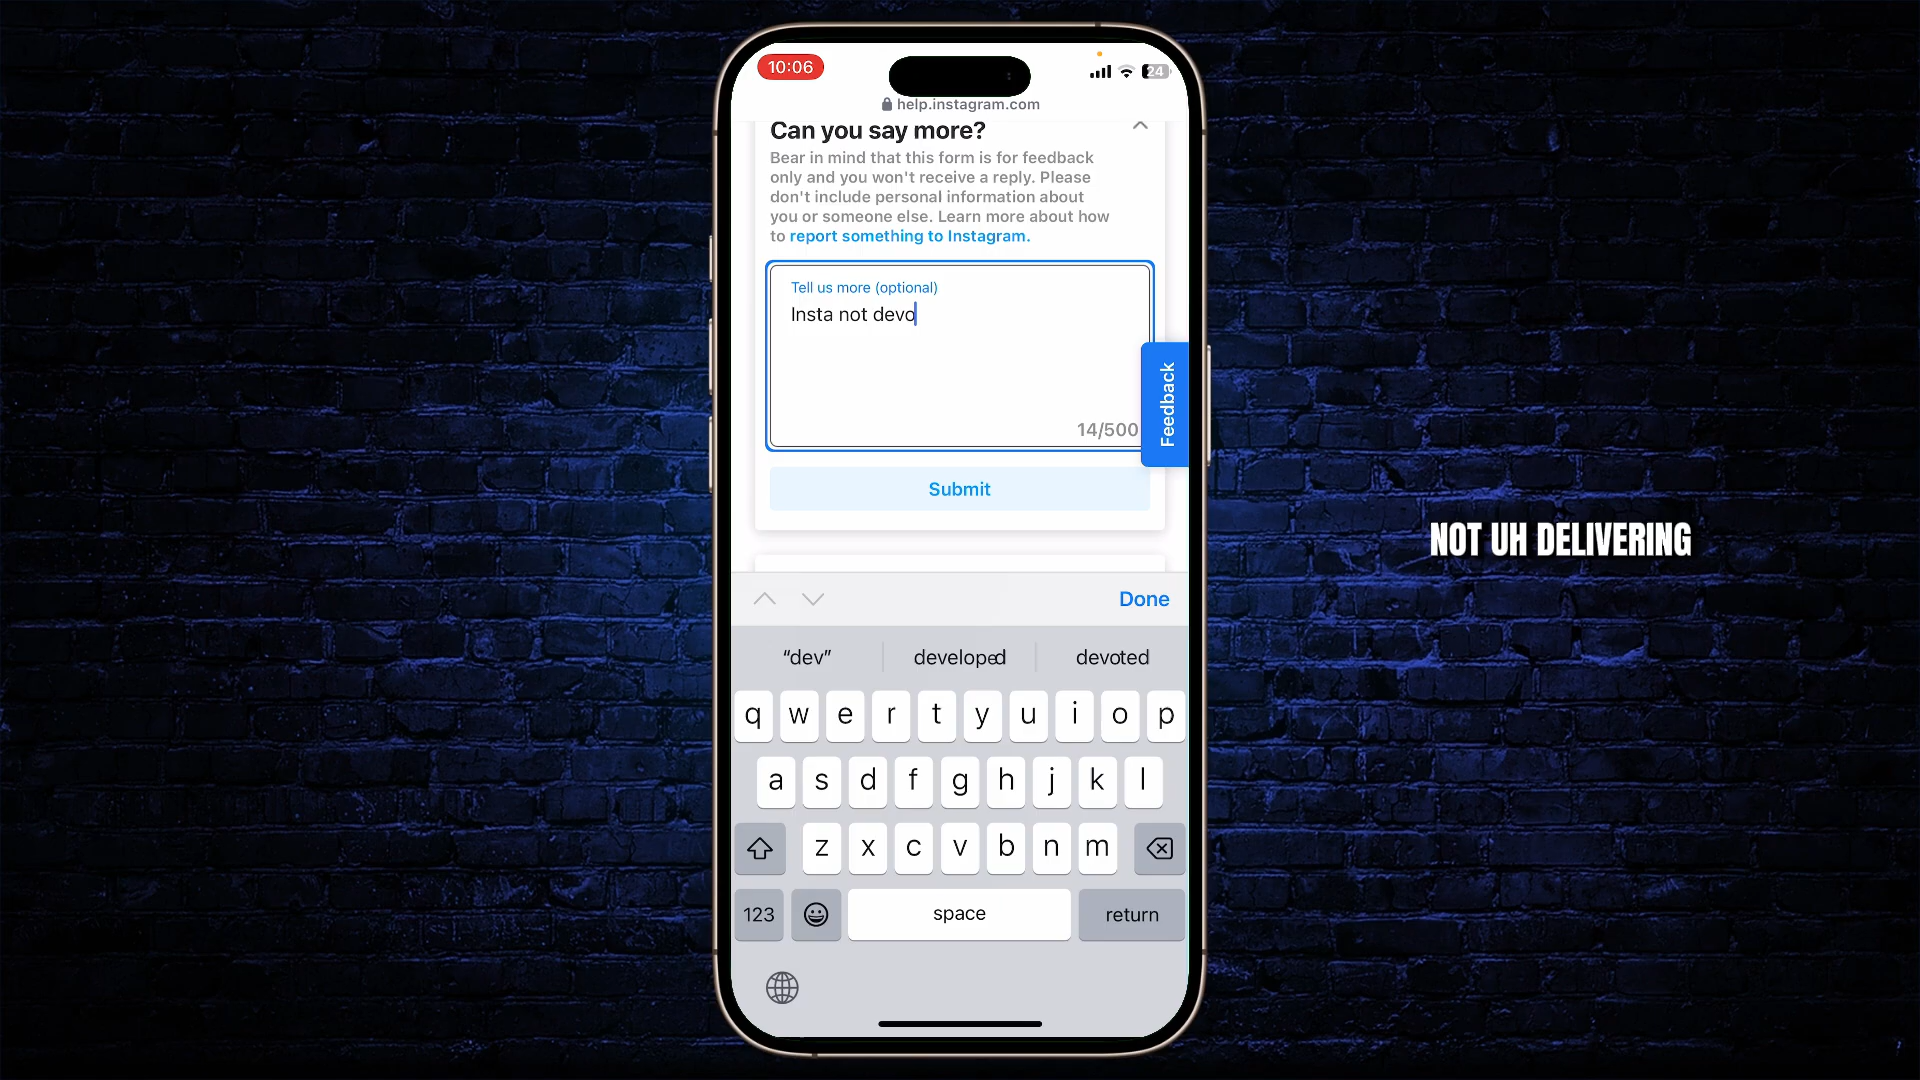 10:06
24
help.instagram.com
Can you say more?
Bear in mind that this form is for feedback
only and you won't receive a reply. Please
don't include personal information about
you or someone else. Learn more about how
to report something to Instagram.
Tell us more (optional)
Insta not devo
14/500
Feedback
Submit
NOT UH DELIVERING
Done
“dev” developed devoted
q w e r t y u i o p
a s d f g h j k l
z x c v b n m
123 space return